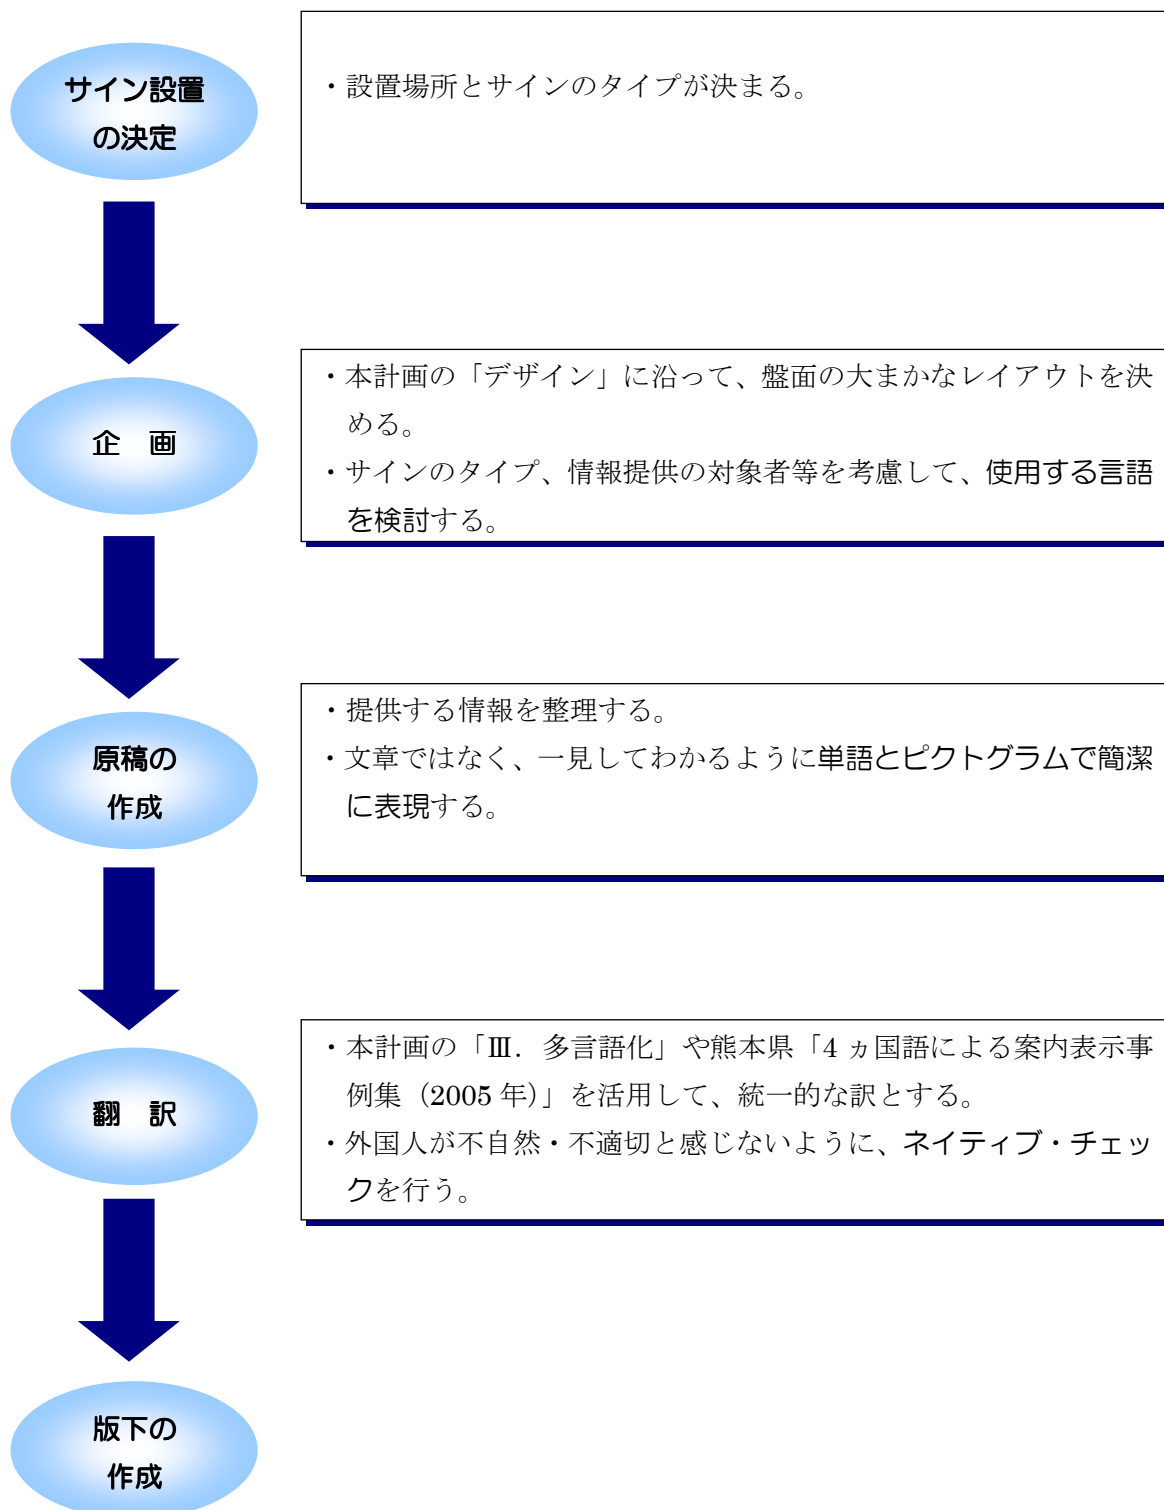 サイン設置
の決定
・設置場所とサインのタイプが決まる。
企　画
・本計画の「デザイン」に沿って、盤面の大まかなレイアウトを決
める。
・サインのタイプ、情報提供の対象者等を考慮して、使用する言語
を検討する。
原稿の
作成
・提供する情報を整理する。
・文章ではなく、一見してわかるように単語とピクトグラムで簡潔
に表現する。
翻　訳
・本計画の「Ⅲ．多言語化」や熊本県「4 ヵ国語による案内表示事
例集（2005 年）」を活用して、統一的な訳とする。
・外国人が不自然・不適切と感じないように、ネイティブ・チェッ
クを行う。
版下の
作成